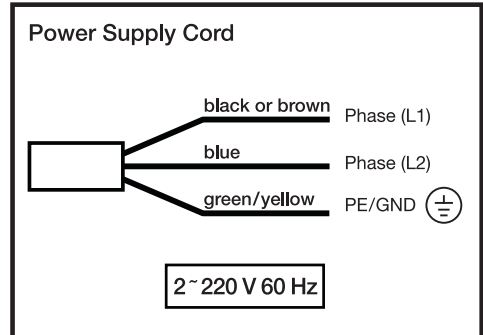 Power Supply Cord
black or brown Phase (L1)
blue Phase (L2)
green/yellow PE/GND
2~220 V 60 Hz